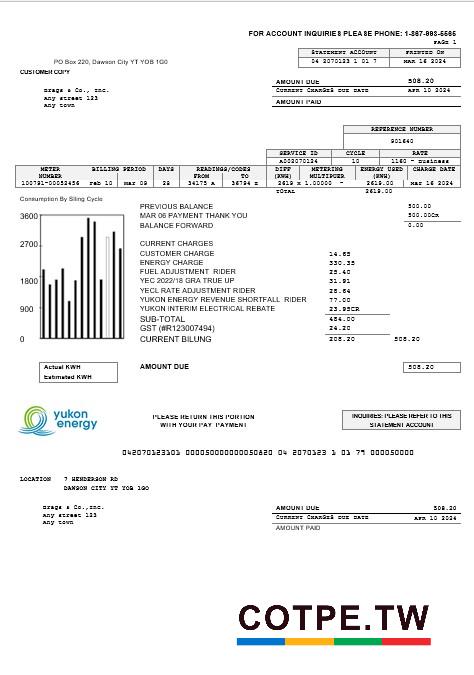 FOR ACCOUNT INQUIRIES PLEASE PHONE: 1-867-993-5565
PAGE 1
STATEMENT ACCOUNT PRINTED ON
04 2070123 1 01 7 MAR 16 2024
PO Box 220, Dawson City YT YOB 1G0
CUSTOMER COPY
AMOUNT DUE 508.20
CURRENT CHARGES DUE DATE APR 10 2024
AMOUNT PAID
Brags & Co., Inc.
Any street 123
Any town
REFERENCE NUMBER
901640
SERVICE ID CYCLE RATE
A002070124 10 1160 - Business
METER NUMBER BILLING PERIOD DAYS READINGS/CODES FROM TO DIFF (KWH) METERING MULTIPLIER ENERGY USED (KWH) CHARGE DATE
100791-00053456 Feb 10 Mar 09 28 34175 A 36794 E 2619 X 1.00000 - 2619.00 MAR 16 2024
TOTAL 2619.00
Consumption By Biling Cycle
3600
2700
1800
900
0
PREVIOUS BALANCE 500.00
MAR 06 PAYMENT THANK YOU 500.00CR
BALANCE FORWARD 0.00
CURRENT CHARGES
CUSTOMER CHARGE 14.65
ENERGY CHARGE 330.35
FUEL ADJUSTMENT RIDER 25.40
YEC 2022/18 GRA TRUE UP 31.91
YECL RATE ADJUSTMENT RIDER 28.64
YUKON ENERGY REVENUE SHORTFALL RIDER 77.00
YUKON INTERIM ELECTRICAL REBATE 23.95CR
SUB-TOTAL 484.00
GST (#R123007494) 24.20
CURRENT BILUNG 208.20 508.20
Actual KWH
Estimated KWH
AMOUNT DUE 508.20
yukon
energy
PLEASE RETURN THIS PORTION
WITH YOUR PAY PAYMENT
INQUIRIES: PLEASE REFER TO THIS
STATEMENT ACCOUNT
042070123101 00005000000000050820 04 2070123 1 01 79 000050000
LOCATION 7 HENDERSON RD
DAWSON CITY YT YOB 1G0
Brags & Co.,Inc.
Any street 123
Any town
AMOUNT DUE 508.20
CURRENT CHARGES DUE DATE APR 10 2024
AMOUNT PAID
COTPE.TW